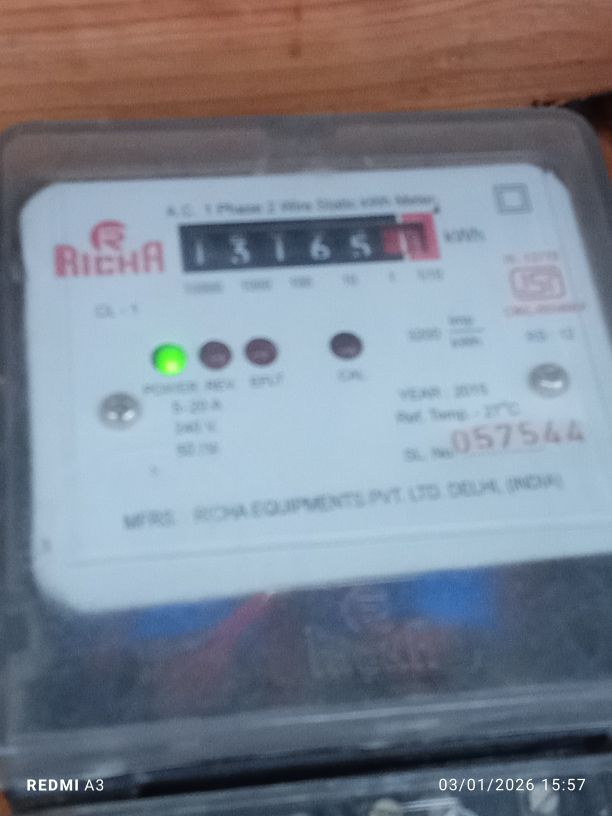 A.C. 1 Phase 2 Wire Static kWh Meter
RICHA
1 3 1 6 5
kWh
10000 1000 100 10 1 1/10
CL - 1
3200 imp kWh
POWER REV. EFLT CAL
5-20 A
240 V
50 Hz
YEAR : 2015
Ref. Temp. - 27°C
SL. No. 057544
MFRS. : RICHA EQUIPMENTS PVT. LTD. DELHI, (INDIA)
REDMI A3
03/01/2026 15:57